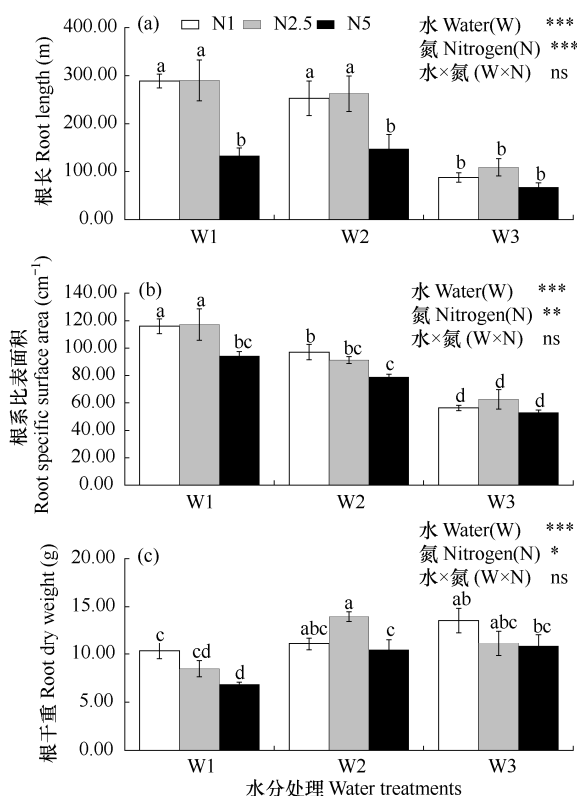 (a) N1 N2.5 N5
水 Water(W) ***
氮 Nitrogen(N) ***
水×氮 (W×N) ns
根长 Root length (m)
400.00
300.00
200.00
100.00
0.00
a a b
a a b
b b b
W1 W2 W3
(b)
水 Water(W) ***
氮 Nitrogen(N) **
水×氮 (W×N) ns
根系比表面积
Root specific surface area (cm⁻¹)
140.00
120.00
100.00
80.00
60.00
40.00
20.00
0.00
a a bc
b bc c
d d d
W1 W2 W3
(c)
水 Water(W) ***
氮 Nitrogen(N) *
水×氮 (W×N) ns
根干重 Root dry weight (g)
20.00
15.00
10.00
5.00
0.00
c cd d
abc a c
ab abc bc
W1 W2 W3
水分处理 Water treatments